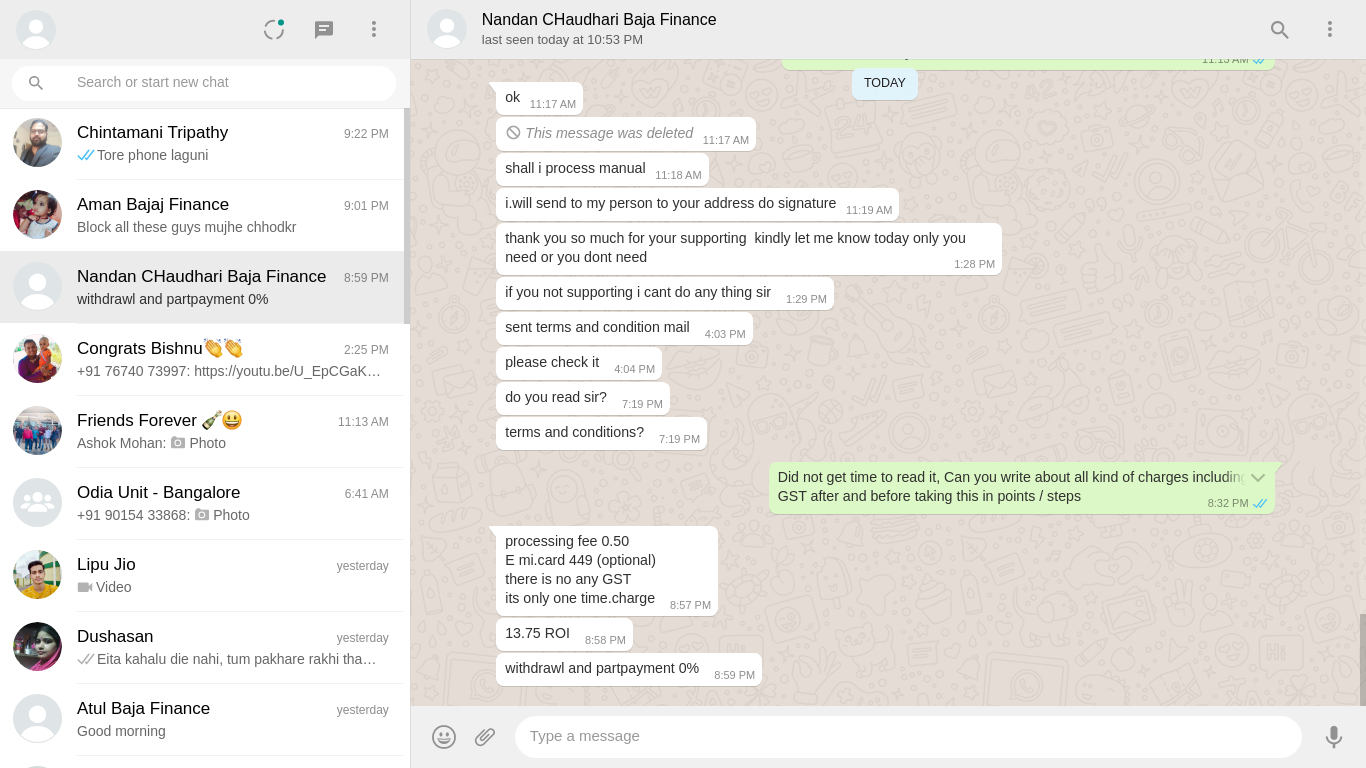 Search or start new chat
Chintamani Tripathy
9:22 PM
Tore phone laguni
Aman Bajaj Finance
9:01 PM
Block all these guys mujhe chhodkr
Nandan CHaudhari Baja Finance
8:59 PM
withdrawl and partpayment 0%
Congrats Bishnu👏👏
2:25 PM
+91 76740 73997: https://youtu.be/U_EpCGaK…
Friends Forever 🍾😃
11:13 AM
Ashok Mohan: Photo
Odia Unit - Bangalore
6:41 AM
+91 90154 33868: Photo
Lipu Jio
yesterday
Video
Dushasan
yesterday
Eita kahalu die nahi, tum pakhare rakhi tha…
Atul Baja Finance
yesterday
Good morning
Nandan CHaudhari Baja Finance
last seen today at 10:53 PM
11:13 AM
TODAY
ok
11:17 AM
This message was deleted
11:17 AM
shall i process manual
11:18 AM
i.will send to my person to your address do signature
11:19 AM
thank you so much for your supporting  kindly let me know today only you
need or you dont need
1:28 PM
if you not supporting i cant do any thing sir
1:29 PM
sent terms and condition mail
4:03 PM
please check it
4:04 PM
do you read sir?
7:19 PM
terms and conditions?
7:19 PM
Did not get time to read it, Can you write about all kind of charges including
GST after and before taking this in points / steps
8:32 PM
processing fee 0.50
E mi.card 449 (optional)
there is no any GST
its only one time.charge
8:57 PM
13.75 ROI
8:58 PM
withdrawl and partpayment 0%
8:59 PM
Type a message